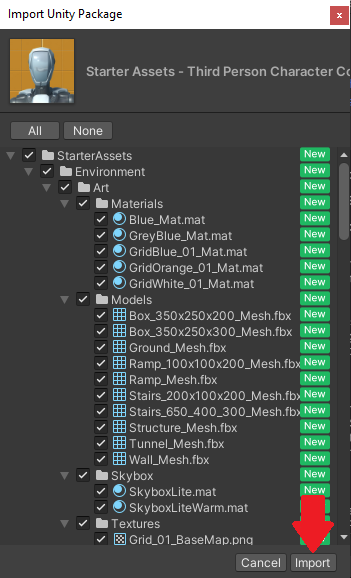 Import Unity Package
x
Starter Assets - Third Person Character Co
All None
StarterAssets New
Environment New
Art New
Materials New
Blue_Mat.mat New
GreyBlue_Mat.mat New
GridBlue_01_Mat.mat New
GridOrange_01_Mat.mat New
GridWhite_01_Mat.mat New
Models New
Box_350x250x200_Mesh.fbx New
Box_350x250x300_Mesh.fbx New
Ground_Mesh.fbx New
Ramp_100x100x200_Mesh.fbx New
Ramp_Mesh.fbx New
Stairs_200x100x200_Mesh.fbx New
Stairs_650_400_300_Mesh.fbx New
Structure_Mesh.fbx New
Tunnel_Mesh.fbx New
Wall_Mesh.fbx New
Skybox New
SkyboxLite.mat New
SkyboxLiteWarm.mat
Textures
Grid_01_BaseMap.png
Cancel Import